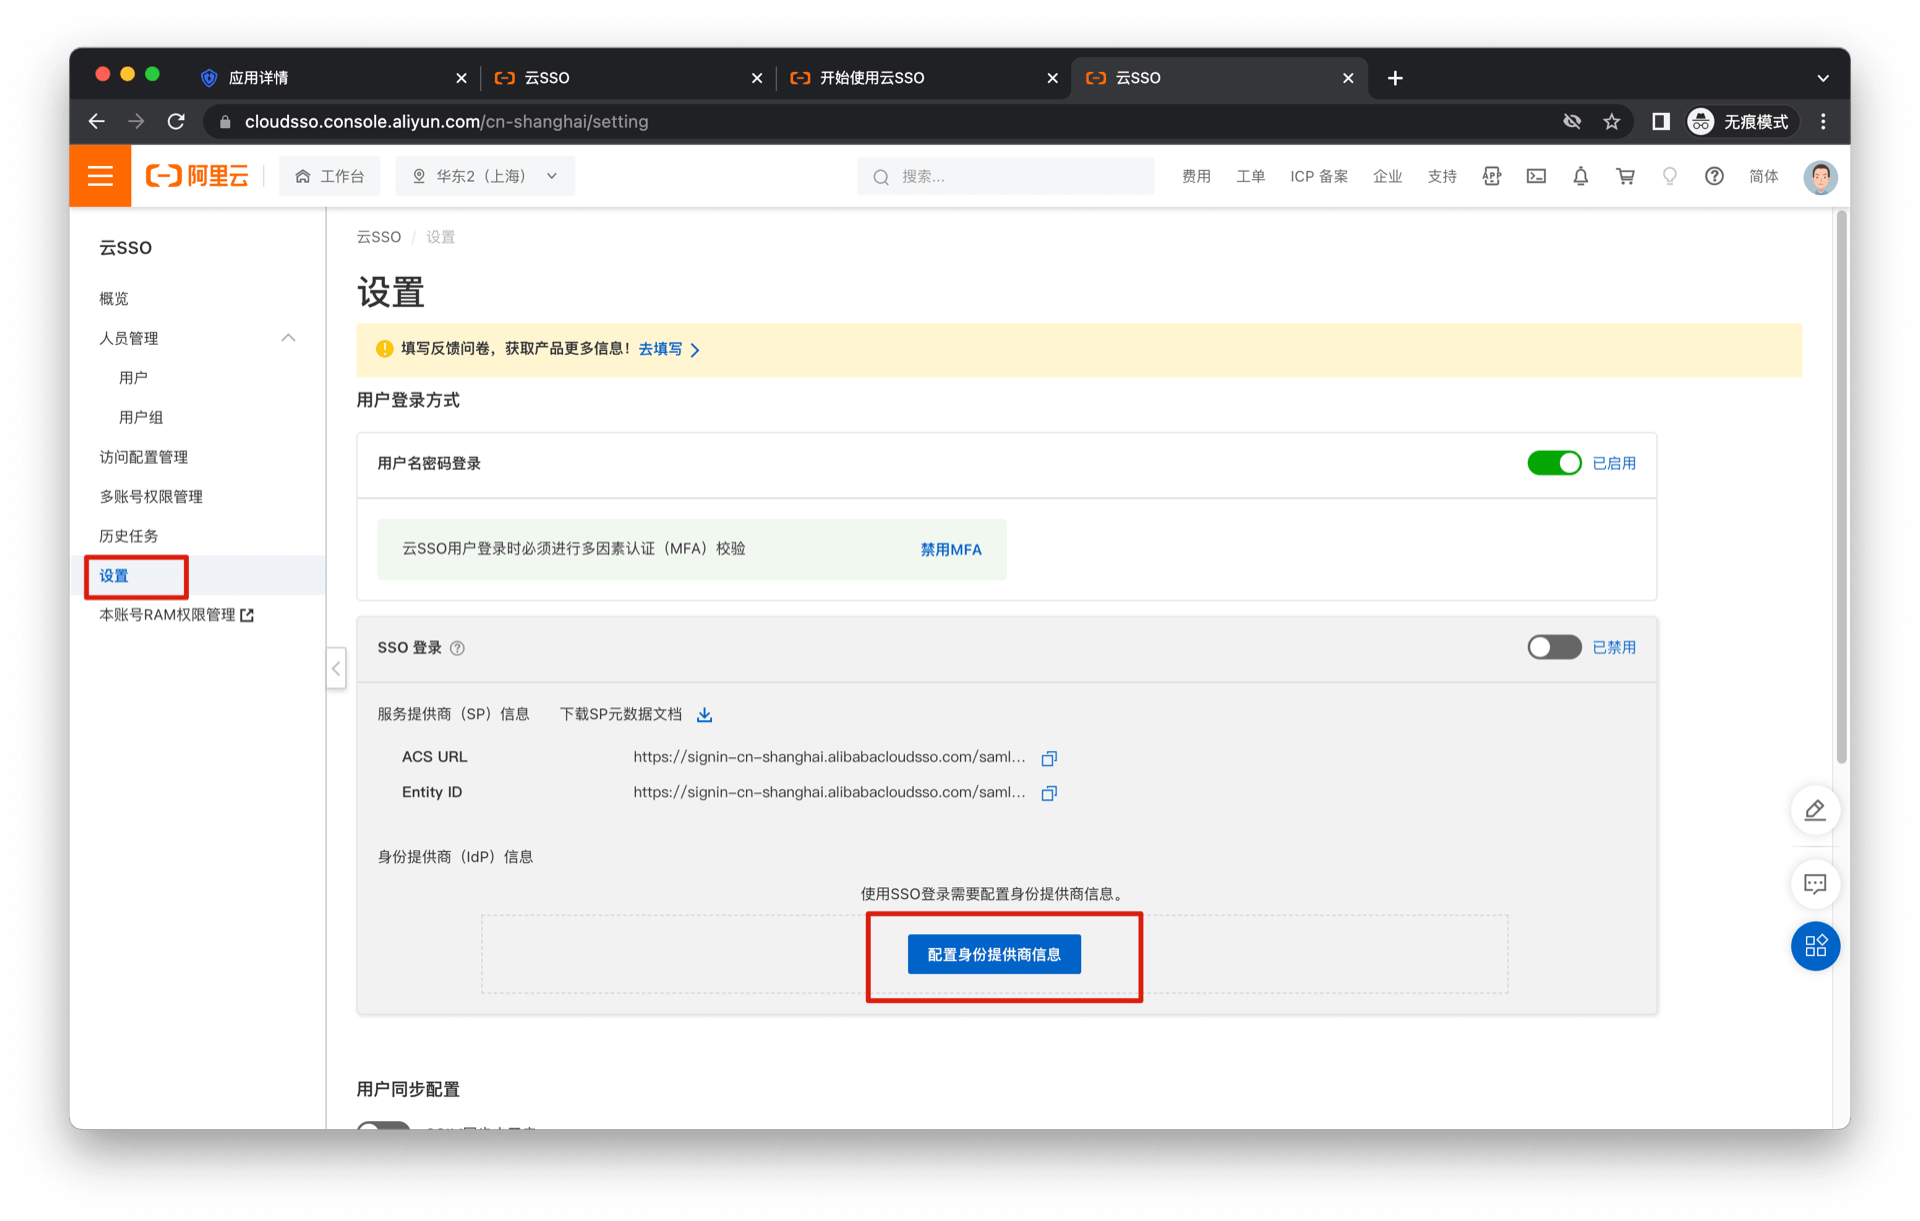 应用详情
云SSO
开始使用云SSO
云SSO
cloudsso.console.aliyun.com/cn-shanghai/setting
无痕模式
阿里云
工作台
华东2（上海）
搜索...
费用
工单
ICP 备案
企业
支持
简体
云SSO
概览
人员管理
用户
用户组
访问配置管理
多账号权限管理
历史任务
设置
本账号RAM权限管理
云SSO / 设置
设置
填写反馈问卷，获取产品更多信息！去填写
用户登录方式
用户名密码登录
已启用
云SSO用户登录时必须进行多因素认证（MFA）校验
禁用MFA
SSO 登录
已禁用
服务提供商（SP）信息
下载SP元数据文档
ACS URL
https://signin-cn-shanghai.alibabacloudsso.com/saml...
Entity ID
https://signin-cn-shanghai.alibabacloudsso.com/saml...
身份提供商（IdP）信息
使用SSO登录需要配置身份提供商信息。
配置身份提供商信息
用户同步配置